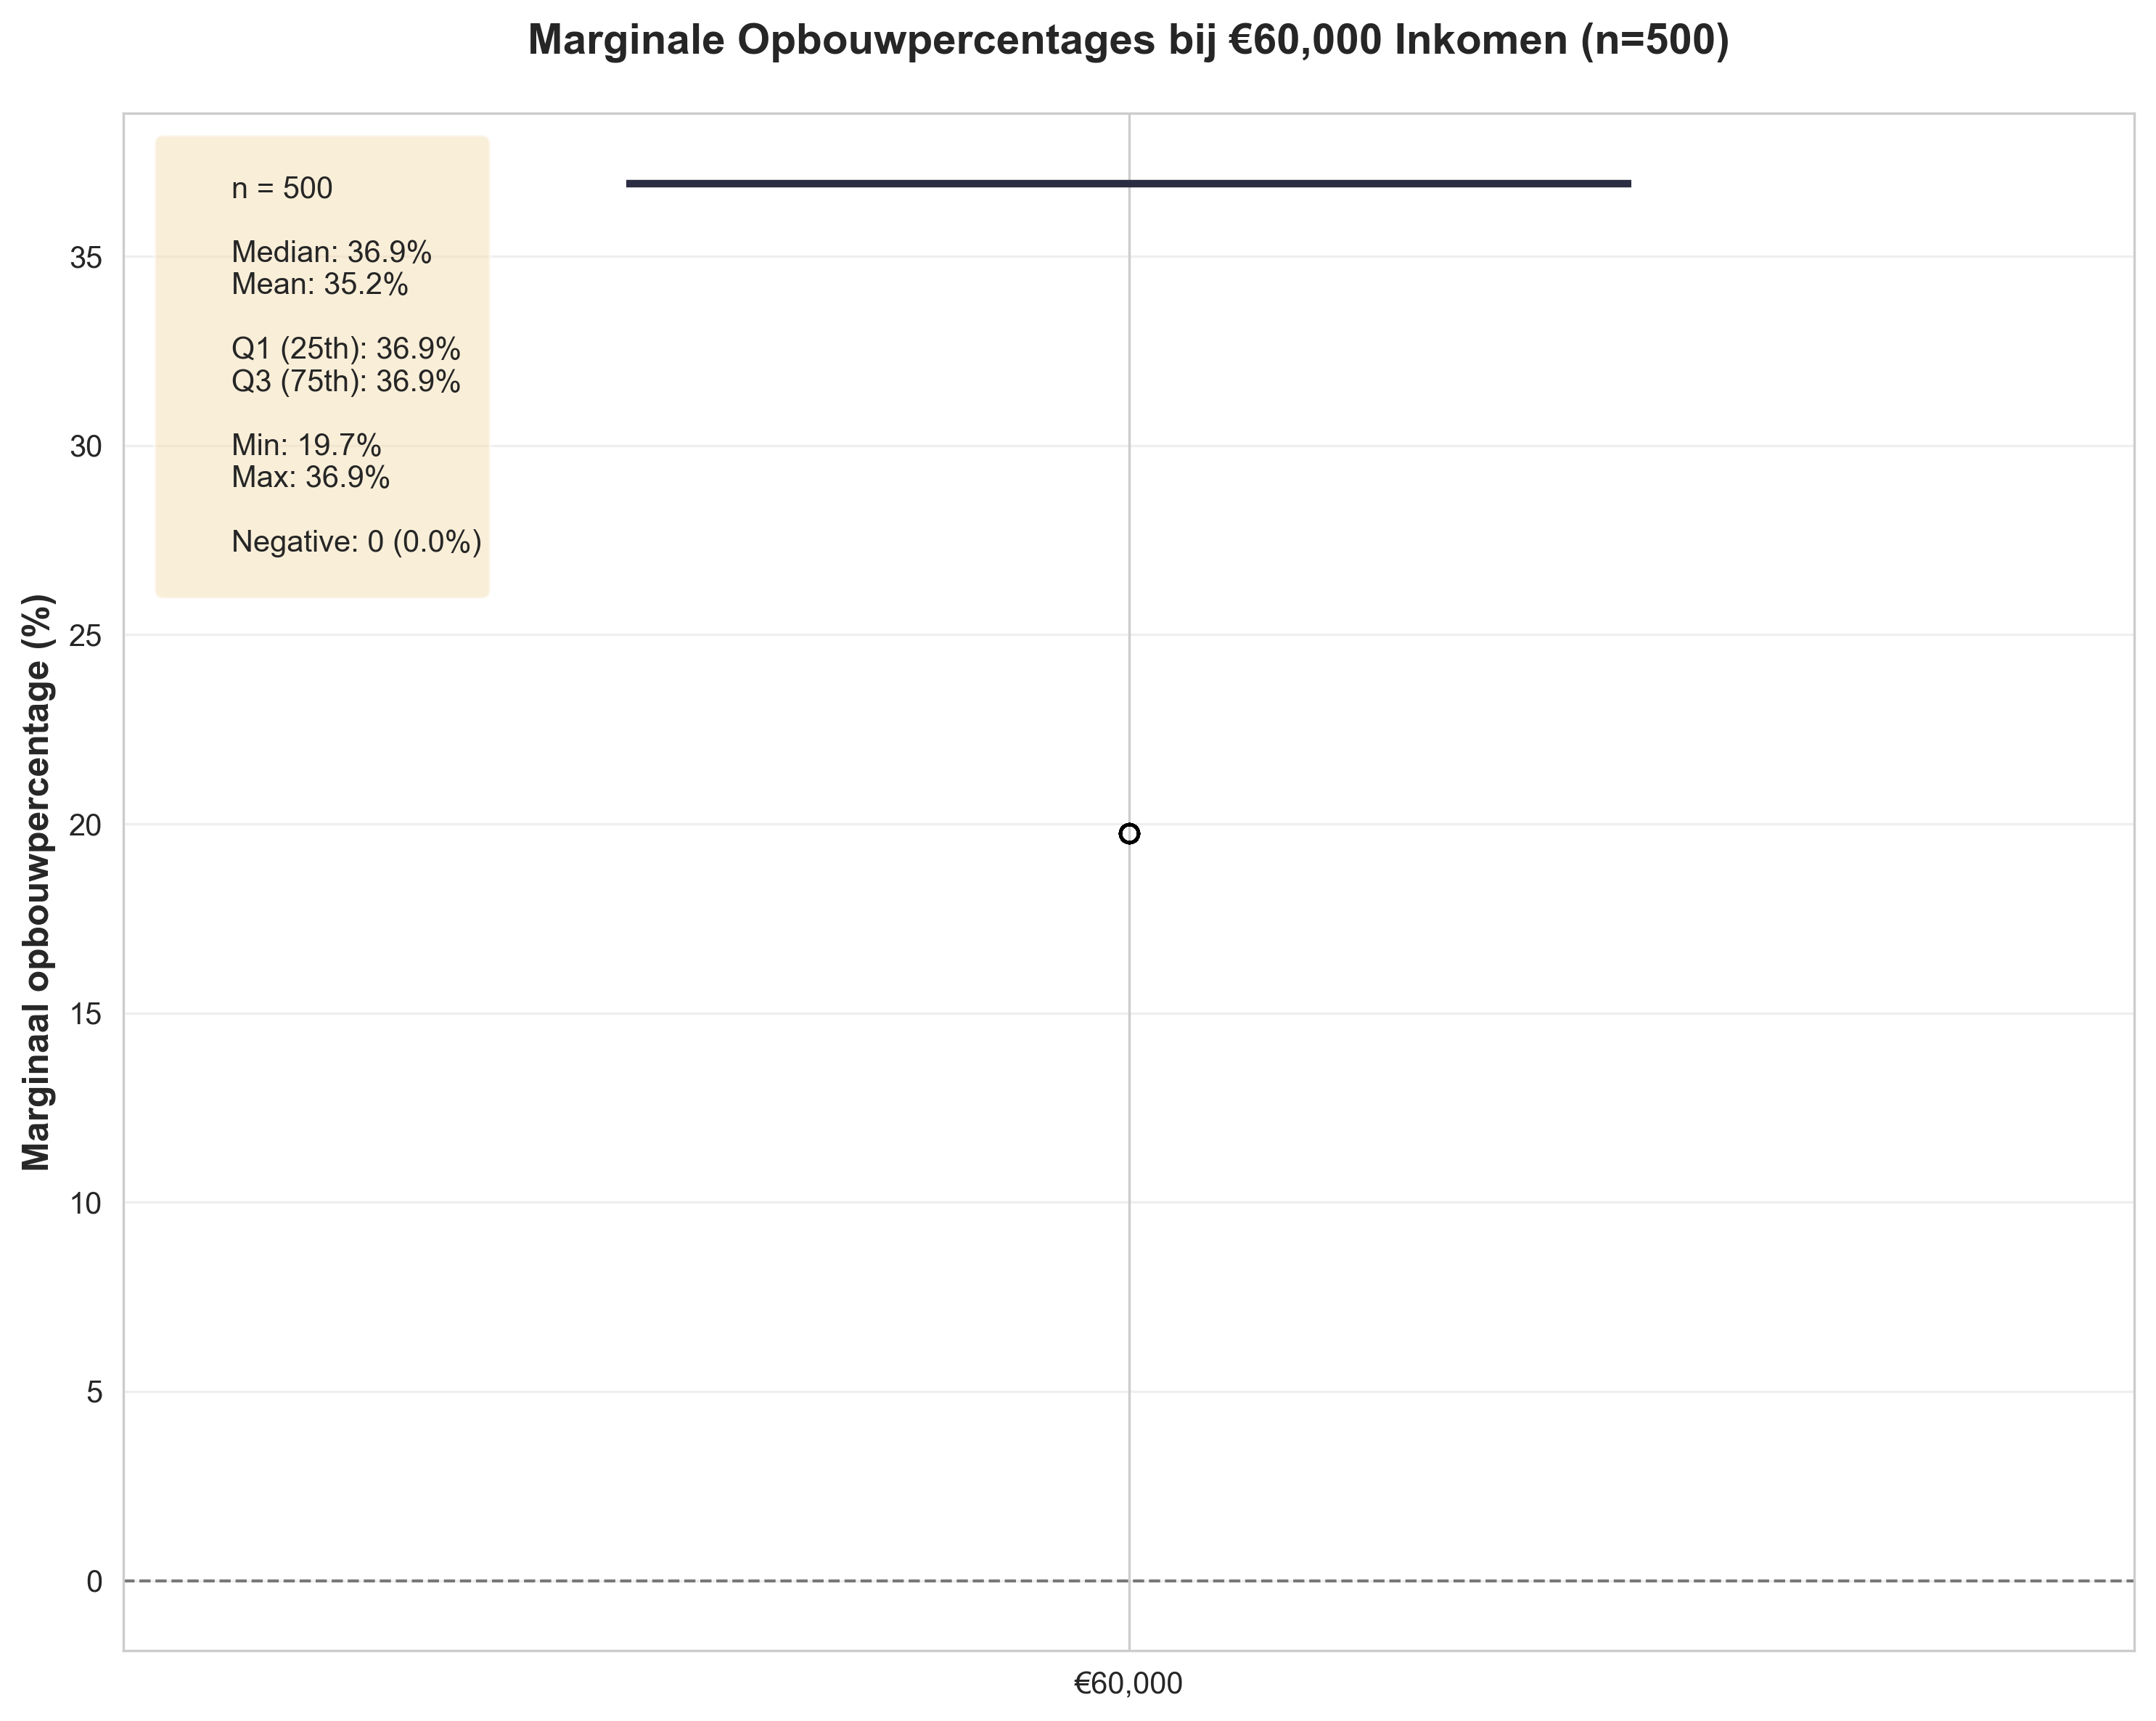 Marginale Opbouwpercentages bij €60,000 Inkomen (n=500)
n = 500
Median: 36.9%
Mean: 35.2%
Q1 (25th): 36.9%
Q3 (75th): 36.9%
Min: 19.7%
Max: 36.9%
Negative: 0 (0.0%)
Marginaal opbouwpercentage (%)
35
30
25
20
15
10
5
0
€60,000